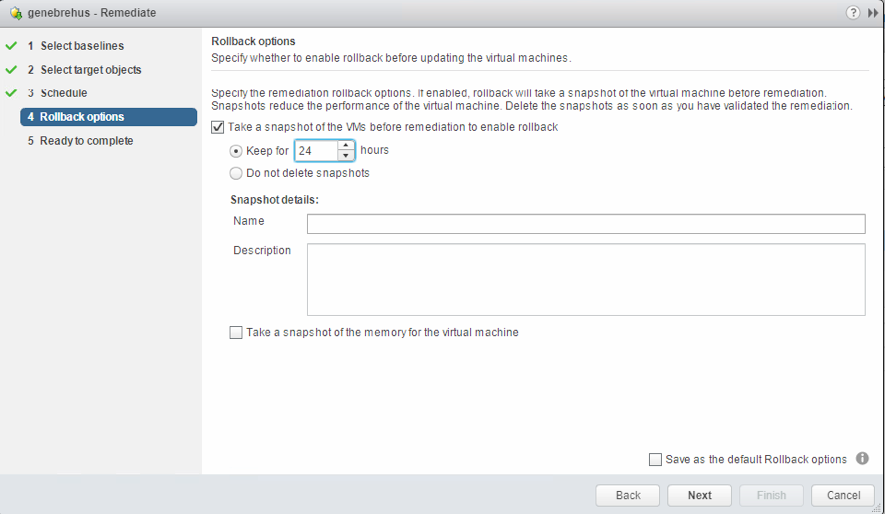 genebrehus - Remediate
?
1 Select baselines
2 Select target objects
3 Schedule
4 Rollback options
5 Ready to complete
Rollback options
Specify whether to enable rollback before updating the virtual machines.
Specify the remediation rollback options. If enabled, rollback will take a snapshot of the virtual machine before remediation.
Snapshots reduce the performance of the virtual machine. Delete the snapshots as soon as you have validated the remediation.
Take a snapshot of the VMs before remediation to enable rollback
Keep for 24 hours
Do not delete snapshots
Snapshot details:
Name
Description
Take a snapshot of the memory for the virtual machine
Save as the default Rollback options i
Back Next Finish Cancel